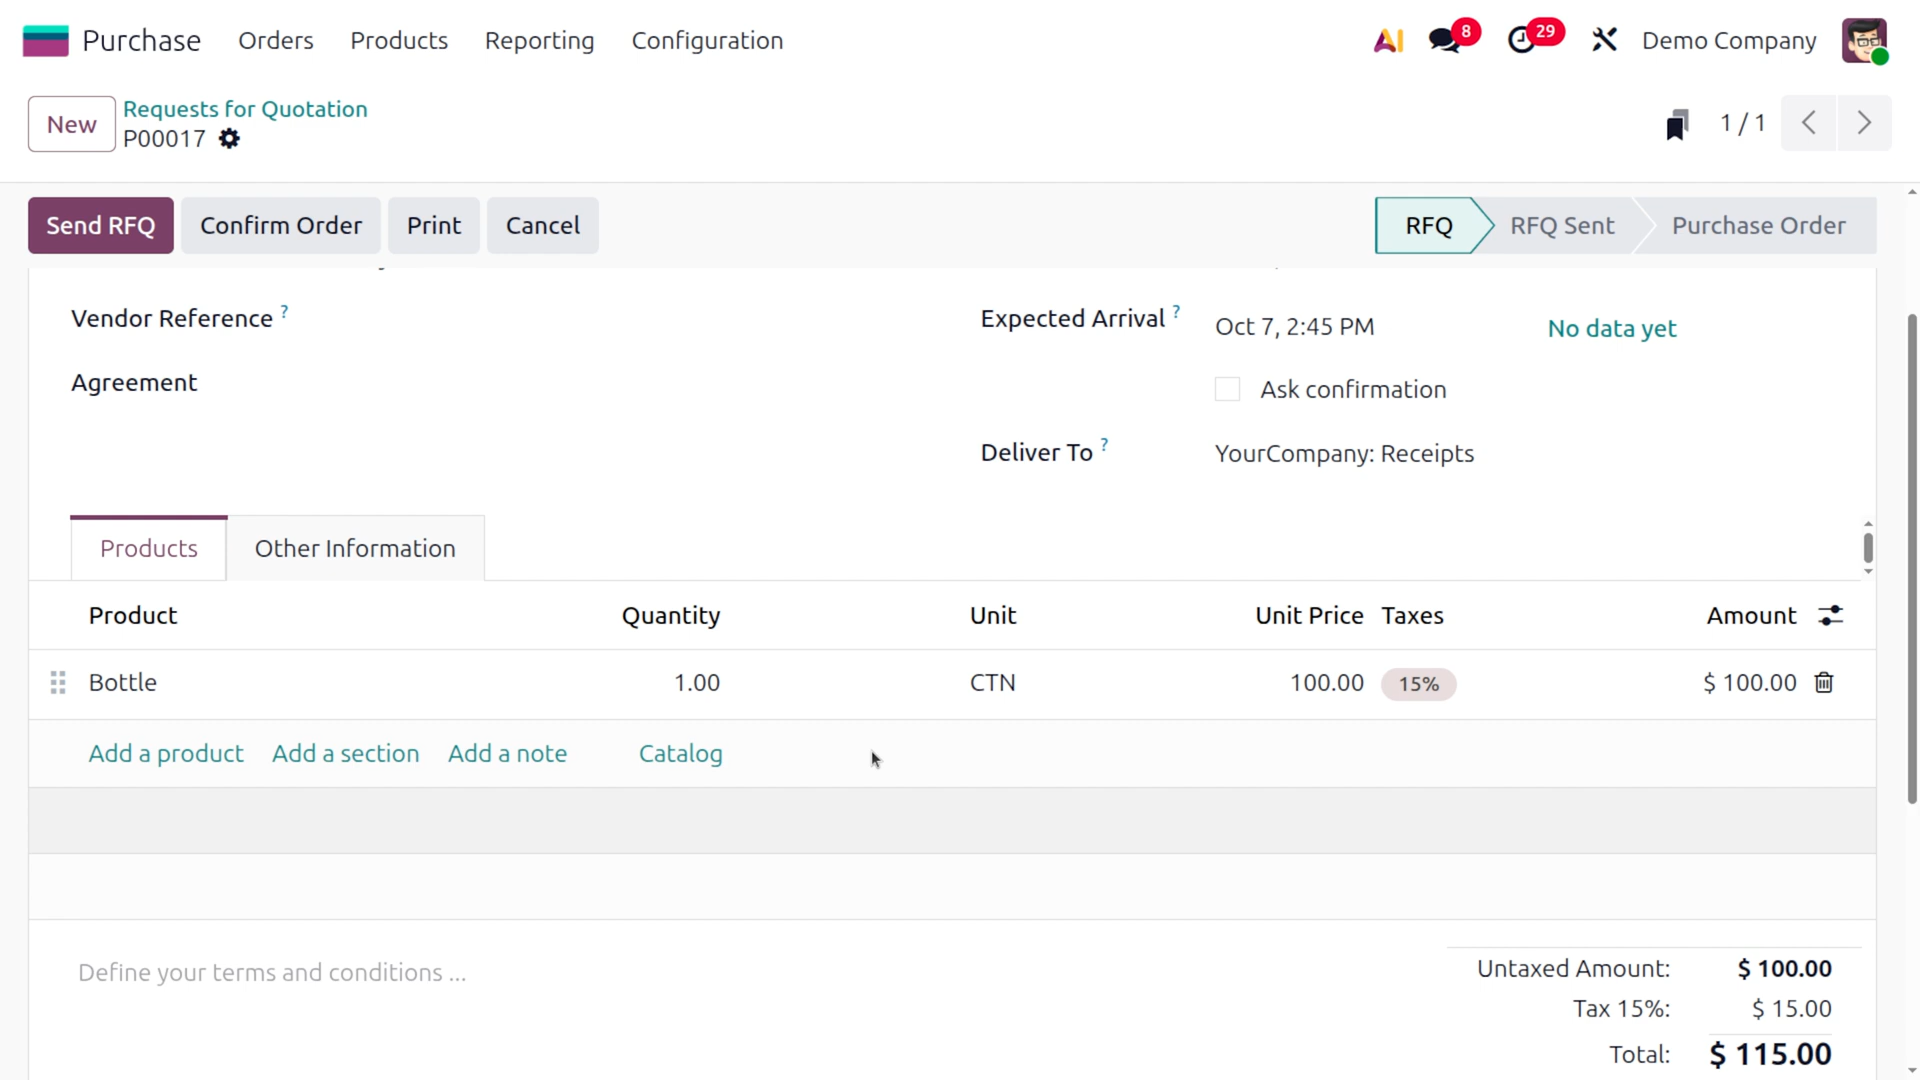 Purchase Orders Products Reporting Configuration AI 8 29 Demo Company
New Requests for Quotation 1 / 1
P00017
Send RFQ Confirm Order Print Cancel RFQ RFQ Sent Purchase Order
Vendor Reference ? Expected Arrival ? Oct 7, 2:45 PM No data yet
Agreement Ask confirmation
Deliver To ? YourCompany: Receipts
Products Other Information
Product Quantity Unit Unit Price Taxes Amount
Bottle 1.00 CTN 100.00 15% $ 100.00
Add a product Add a section Add a note Catalog
Define your terms and conditions ... Untaxed Amount: $ 100.00
Tax 15%: $ 15.00
Total: $ 115.00